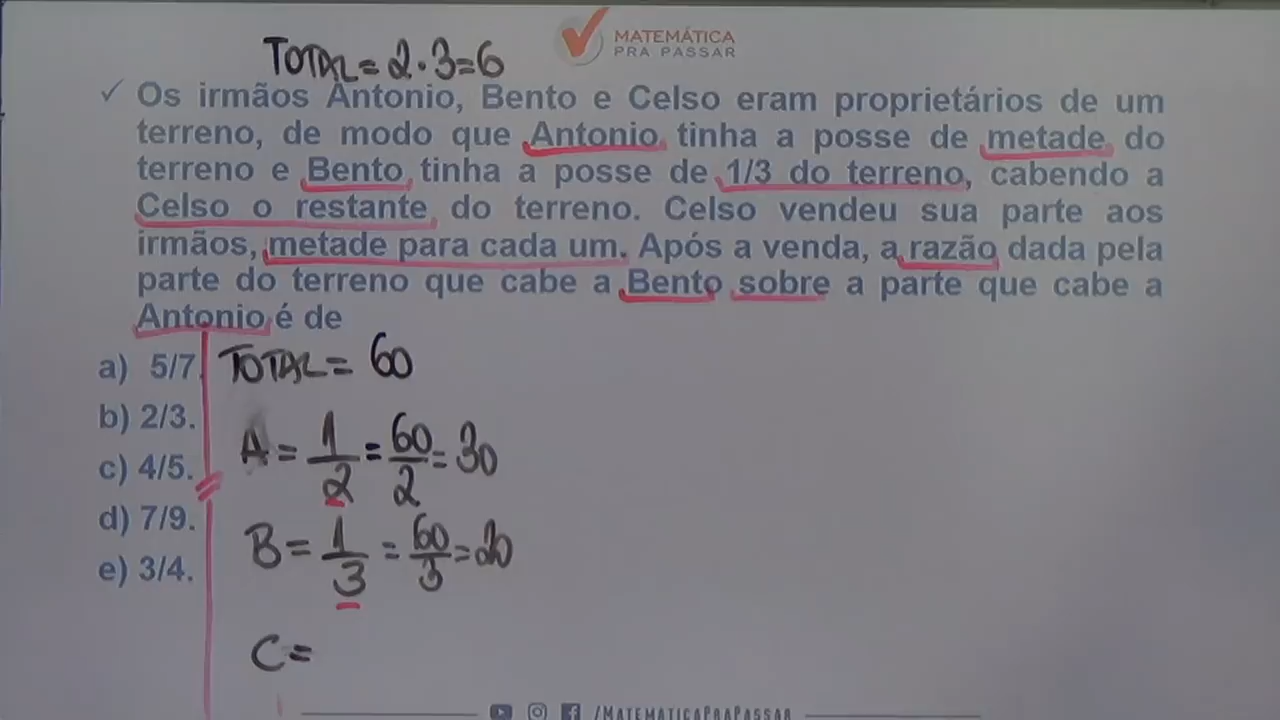 MATEMÁTICA
PRA PASSAR
TOTAL = 2 · 3 = 6
✓ Os irmãos Antonio, Bento e Celso eram proprietários de um
terreno, de modo que Antonio tinha a posse de metade do
terreno e Bento tinha a posse de 1/3 do terreno, cabendo a
Celso o restante do terreno. Celso vendeu sua parte aos
irmãos, metade para cada um. Após a venda, a razão dada pela
parte do terreno que cabe a Bento sobre a parte que cabe a
Antonio é de
a) 5/7.
b) 2/3.
c) 4/5.
d) 7/9.
e) 3/4.
TOTAL = 60
A = 1/2 = 60/2 = 30
B = 1/3 = 60/3 = 20
C =
/MATEMATICAPRAPASSAR